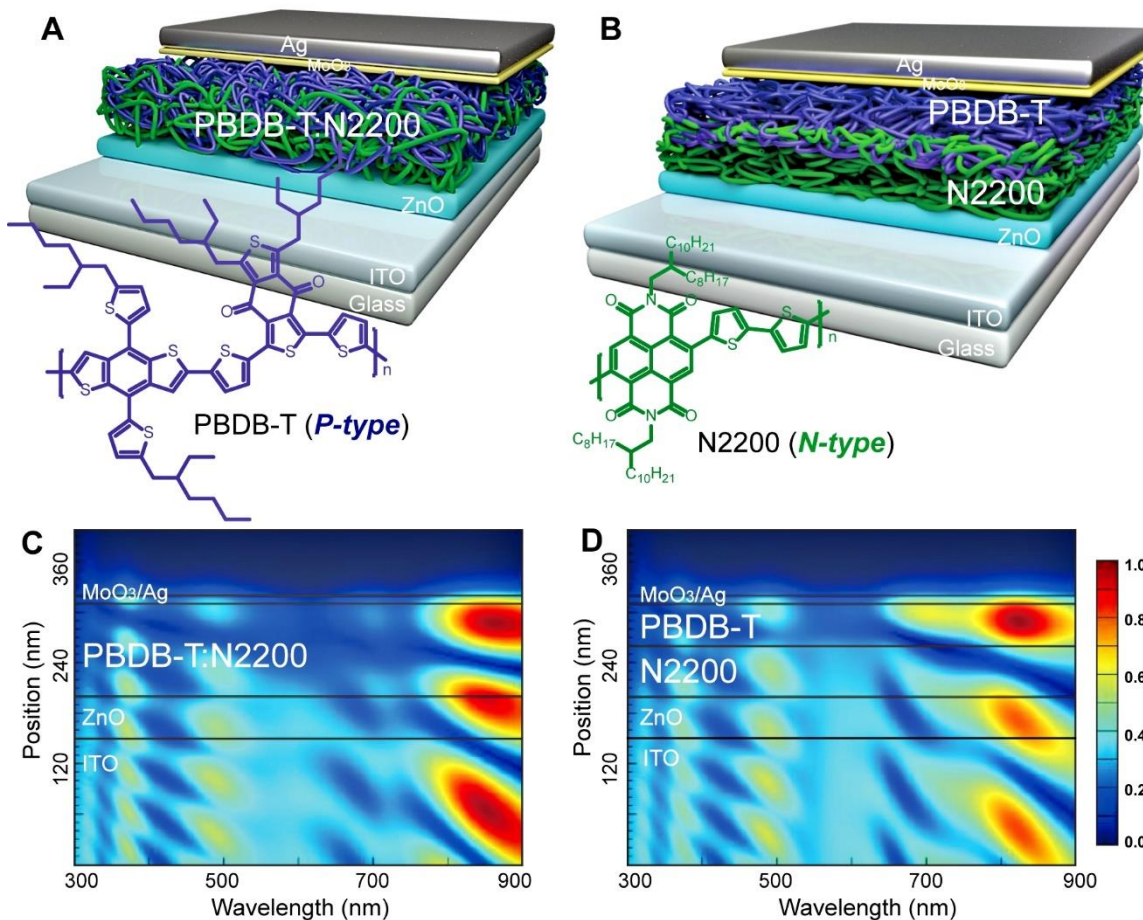 A
Ag
MoO3
PBDB-T:N2200
ZnO
ITO
Glass
S
S
O
O
S
S
S
S
S
S
S
n
PBDB-T (P-type)
B
Ag
MoO3
PBDB-T
N2200
ZnO
ITO
Glass
C10H21
C8H17
O N O
S
S
n
O N O
C8H17
C10H21
N2200 (N-type)
C
MoO3/Ag
PBDB-T:N2200
ZnO
ITO
Position (nm)
360
240
120
300 500 700 900
Wavelength (nm)
D
MoO3/Ag
PBDB-T
N2200
ZnO
ITO
Position (nm)
360
240
120
300 500 700 900
Wavelength (nm)
1.0
0.8
0.6
0.4
0.2
0.0